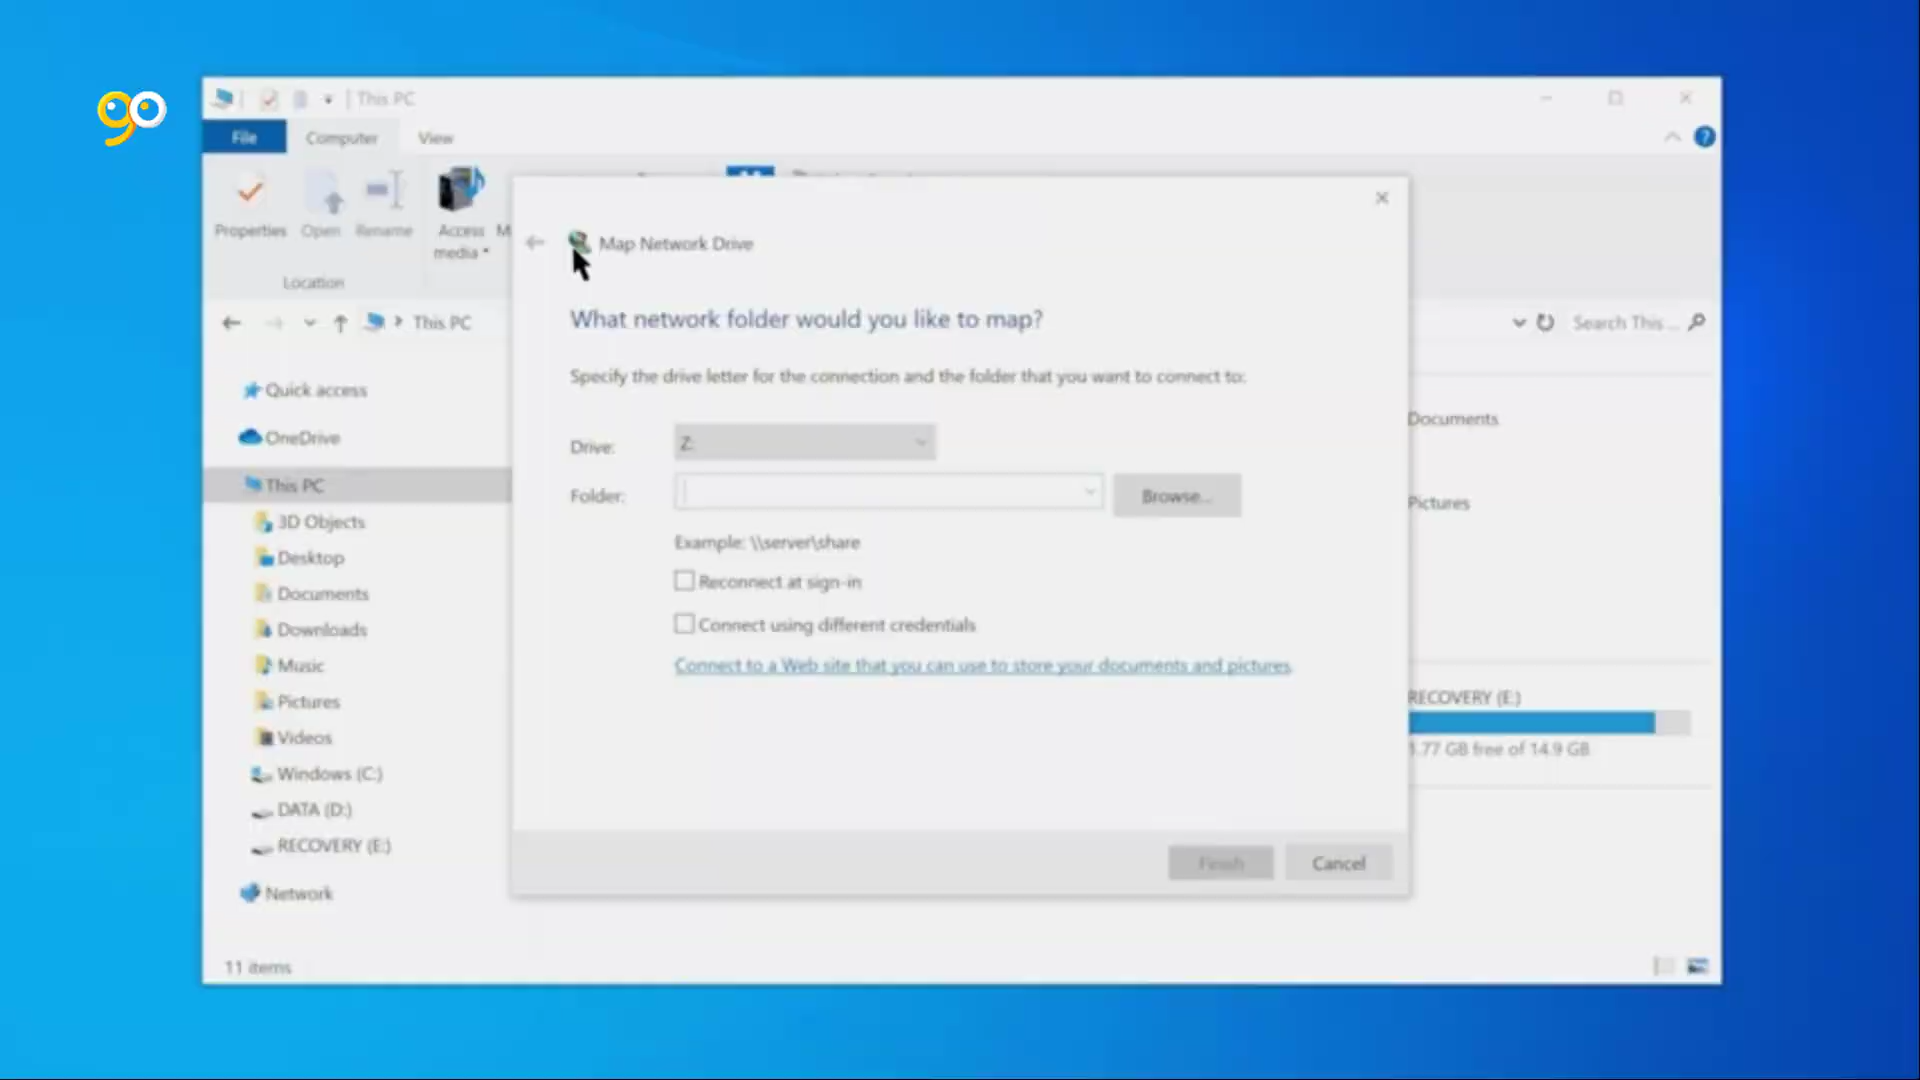 go
This PC
File Computer View
Properties Open Rename Access media
Location
Map Network Drive
What network folder would you like to map?
Specify the drive letter for the connection and the folder that you want to connect to:
Drive: Z:
Folder: Browse...
Example: \\server\share
Reconnect at sign-in
Connect using different credentials
Connect to a Web site that you can use to store your documents and pictures.
Finish Cancel
This PC
Search This ...
Quick access
OneDrive
This PC
3D Objects
Desktop
Documents
Downloads
Music
Pictures
Videos
Windows (C:)
DATA (D:)
RECOVERY (E:)
Network
Documents
Pictures
RECOVERY (E:)
1.77 GB free of 14.9 GB
11 items